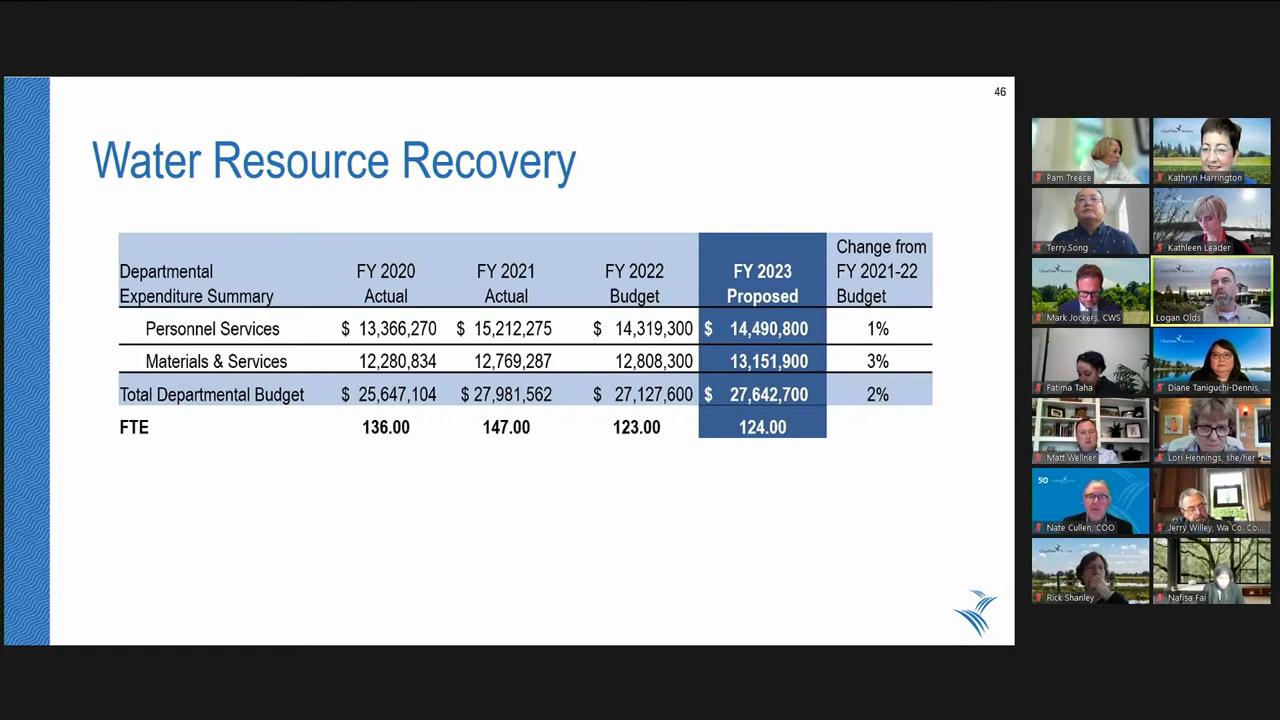 46
Water Resource Recovery
Departmental Expenditure Summary FY 2020 Actual FY 2021 Actual FY 2022 Budget FY 2023 Proposed Change from FY 2021-22 Budget
Personnel Services $ 13,366,270 $ 15,212,275 $ 14,319,300 $ 14,490,800 1%
Materials & Services 12,280,834 12,769,287 12,808,300 13,151,900 3%
Total Departmental Budget $ 25,647,104 $ 27,981,562 $ 27,127,600 $ 27,642,700 2%
FTE 136.00 147.00 123.00 124.00
Pam Treece
Kathryn Harrington
Terry.Song
Kathleen Leader
Mark Jockers, CWS
Logan Olds
Fatima Taha
Diane Taniguchi-Dennis, ...
Matt Wellner
Lori Hennings, she/her
50
Nate Cullen, COO
Jerry Willey, Wa Co. Co...
Rick Shanley
Nafisa Fai